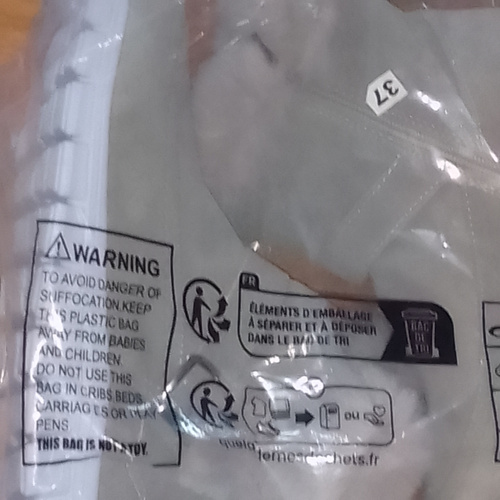 37
WARNING
TO AVOID DANGER OF
SUFFOCATION,KEEP
THIS PLASTIC BAG
AWAY FROM BABIES
AND CHILDREN.
DO NOT USE THIS
BAG IN CRIBS,BEDS,
CARRIAGES OR PLAY
PENS.
THIS BAG IS NOT A TOY.
FR
ÉLÉMENTS D'EMBALLAGE
À SÉPARER ET À DÉPOSER
DANS LE BAC DE TRI
BAC
DE
TRI
OU